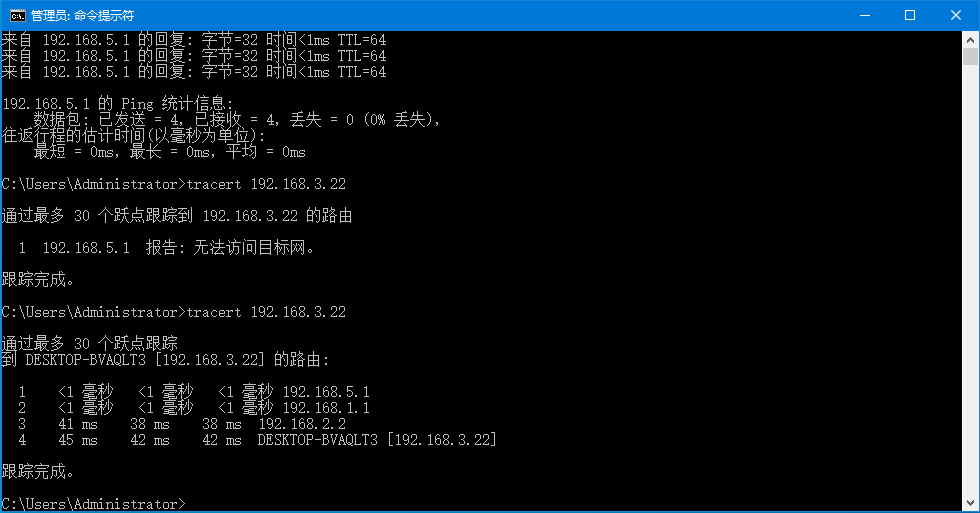 管理员: 命令提示符
来自 192.168.5.1 的回复: 字节=32 时间<1ms TTL=64
来自 192.168.5.1 的回复: 字节=32 时间<1ms TTL=64
来自 192.168.5.1 的回复: 字节=32 时间<1ms TTL=64
192.168.5.1 的 Ping 统计信息:
    数据包: 已发送 = 4，已接收 = 4，丢失 = 0 (0% 丢失)，
往返行程的估计时间(以毫秒为单位):
    最短 = 0ms，最长 = 0ms，平均 = 0ms
C:\Users\Administrator>tracert 192.168.3.22
通过最多 30 个跃点跟踪到 192.168.3.22 的路由
  1  192.168.5.1  报告: 无法访问目标网。
跟踪完成。
C:\Users\Administrator>tracert 192.168.3.22
通过最多 30 个跃点跟踪
到 DESKTOP-BVAQLT3 [192.168.3.22] 的路由:
  1    <1 毫秒   <1 毫秒   <1 毫秒 192.168.5.1
  2    <1 毫秒   <1 毫秒   <1 毫秒 192.168.1.1
  3    41 ms    38 ms    38 ms  192.168.2.2
  4    45 ms    42 ms    42 ms  DESKTOP-BVAQLT3 [192.168.3.22]
跟踪完成。
C:\Users\Administrator>